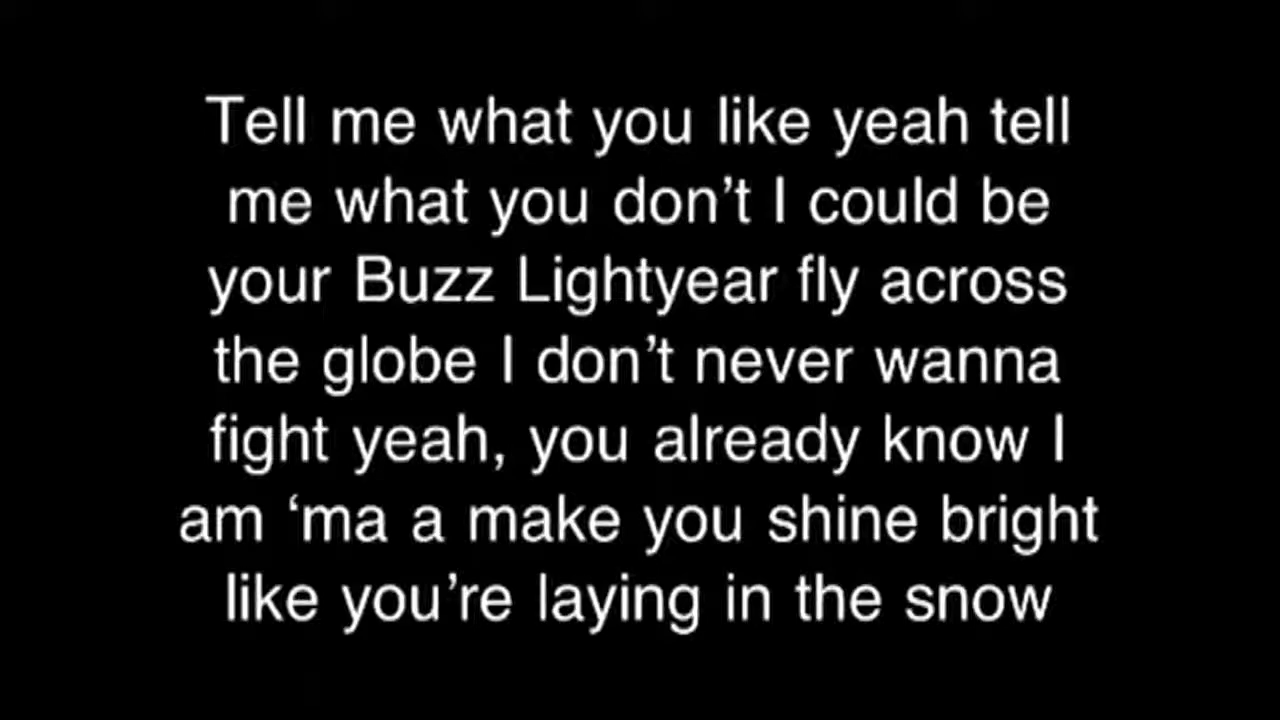 Tell me what you like yeah tell
me what you don’t I could be
your Buzz Lightyear fly across
the globe I don’t never wanna
fight yeah, you already know I
am ‘ma a make you shine bright
like you’re laying in the snow